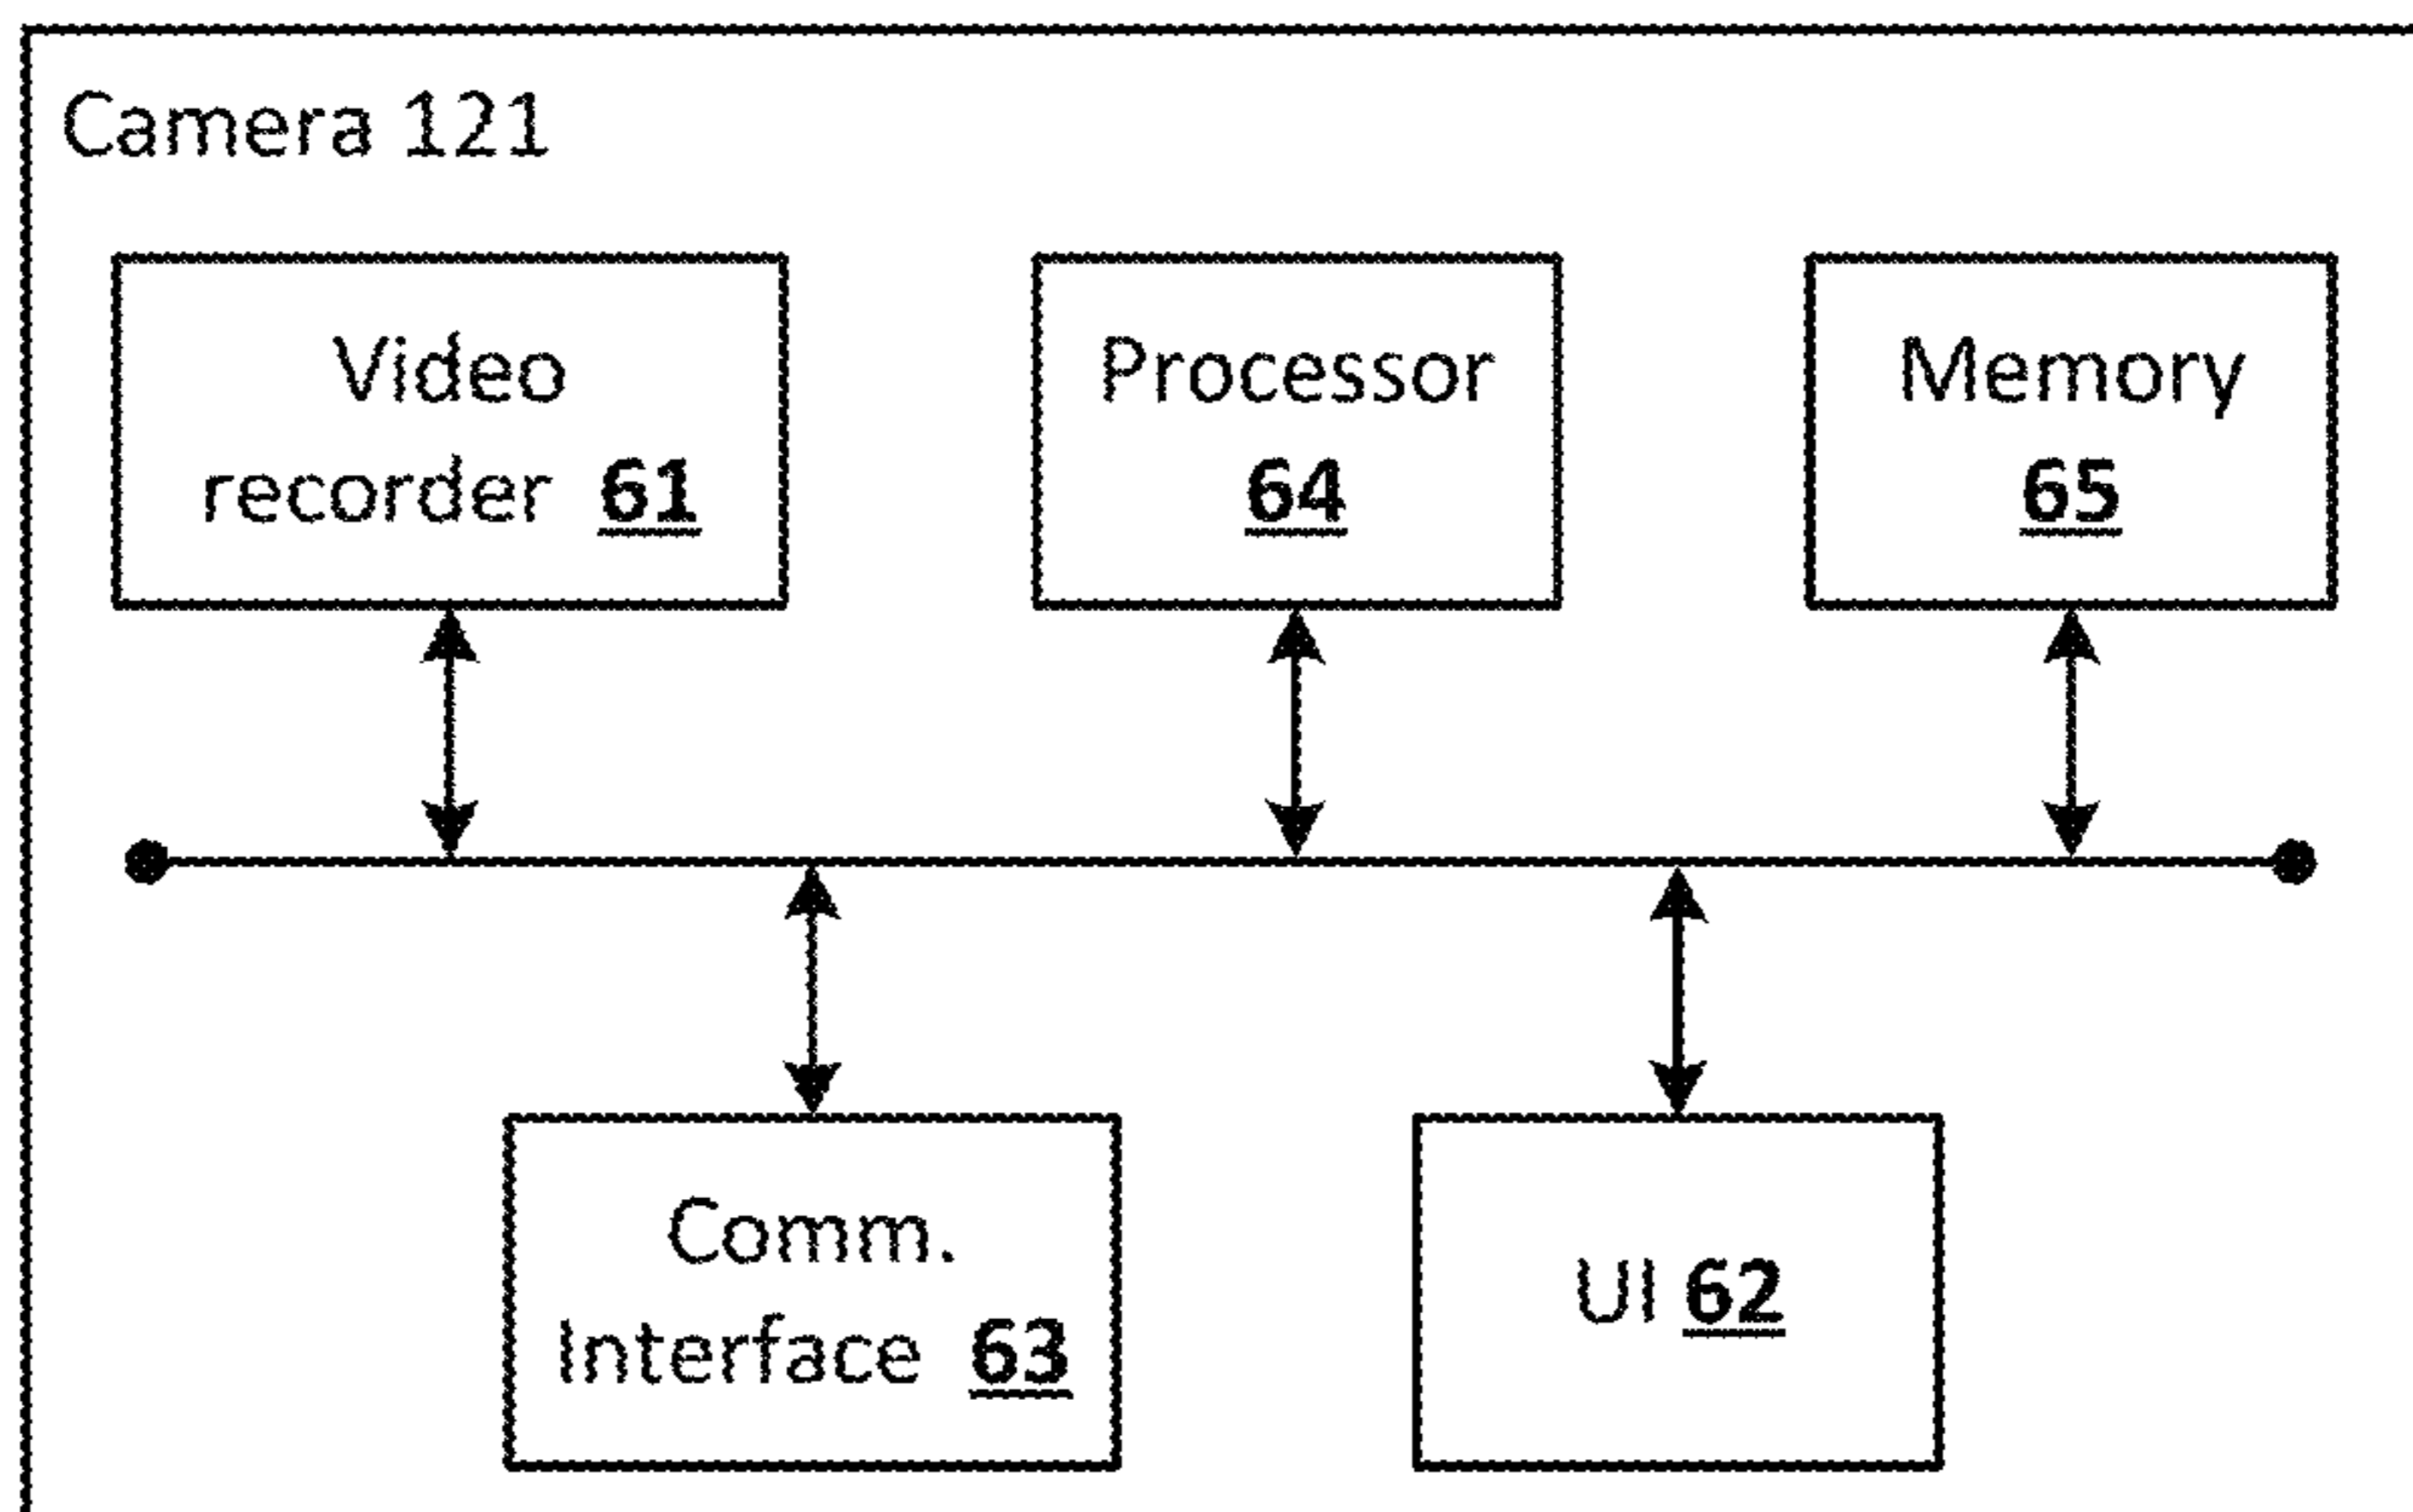 Camera 121
Video
recorder 61
Processor
64
Memory
65
Comm.
Interface 63
UI 62